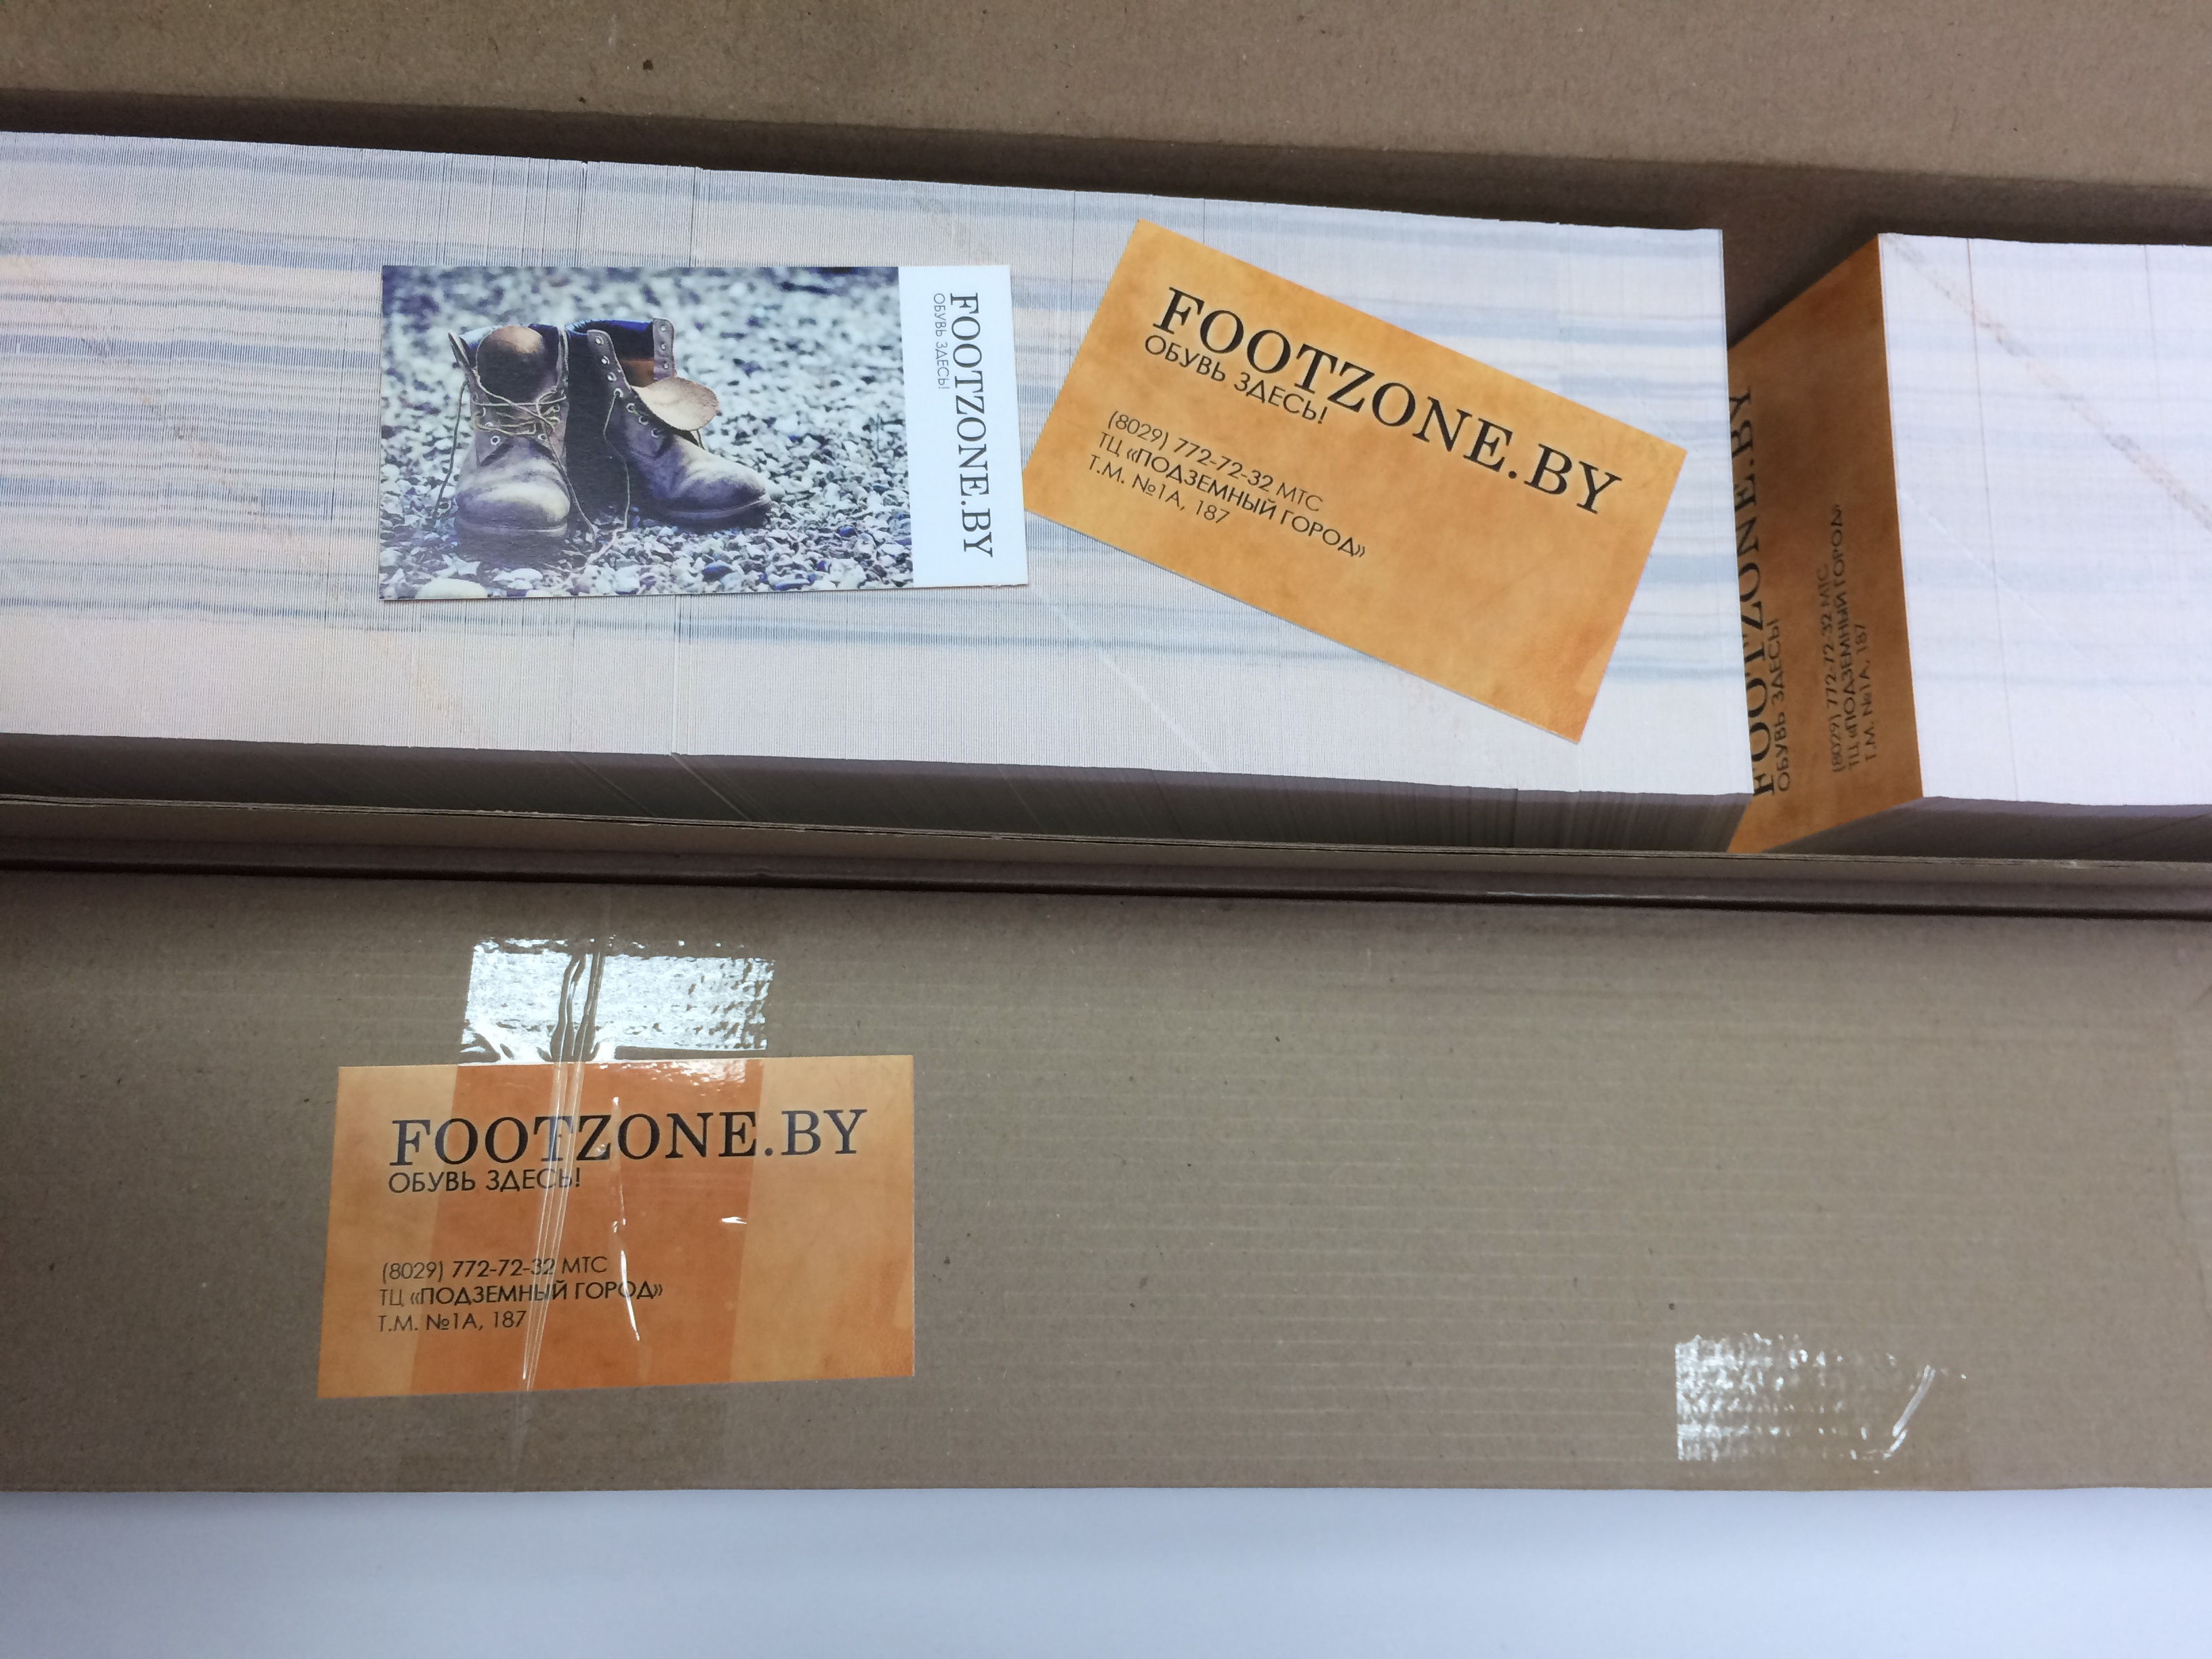 FOOTZONE.BY
ОБУВЬ ЗДЕСЬ!
FOOTZONE.BY
ОБУВЬ ЗДЕСЬ!
(8029) 772-72-32 МТС
ТЦ «ПОДЗЕМНЫЙ ГОРОД»
Т.М. №1А, 187
FOOTZONE.BY
ОБУВЬ ЗДЕСЬ!
(8029) 772-72-32 МТС
ТЦ «ПОДЗЕМНЫЙ ГОРОД»
Т.М. №1А, 187
FOOTZONE.BY
ОБУВЬ ЗДЕСЬ!
(8029) 772-72-32 МТС
ТЦ «ПОДЗЕМНЫЙ ГОРОД»
Т.М. №1А, 187